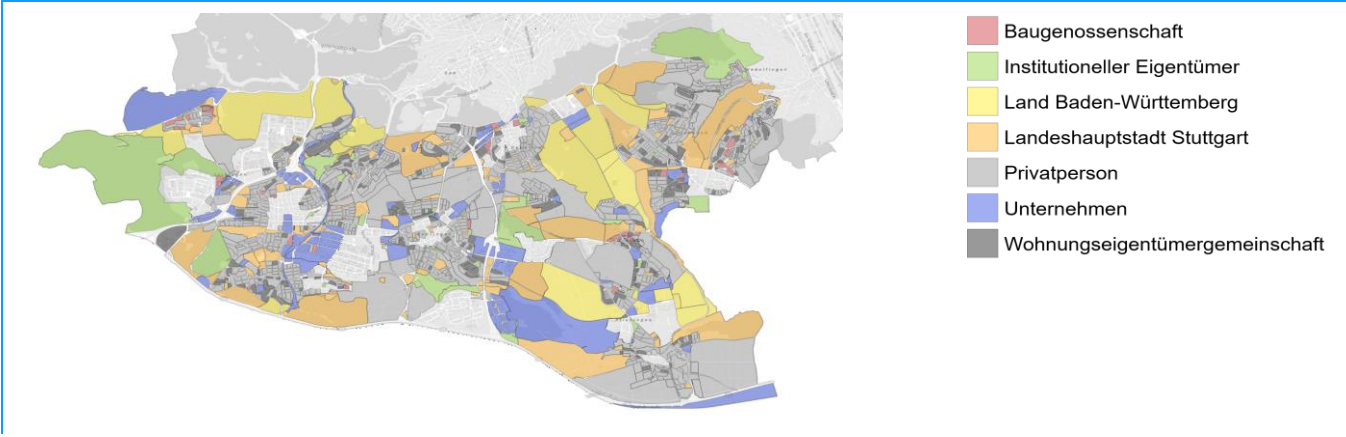 Baugenossenschaft
Institutioneller Eigentümer
Land Baden-Württemberg
Landeshauptstadt Stuttgart
Privatperson
Unternehmen
Wohnungseigentümergemeinschaft